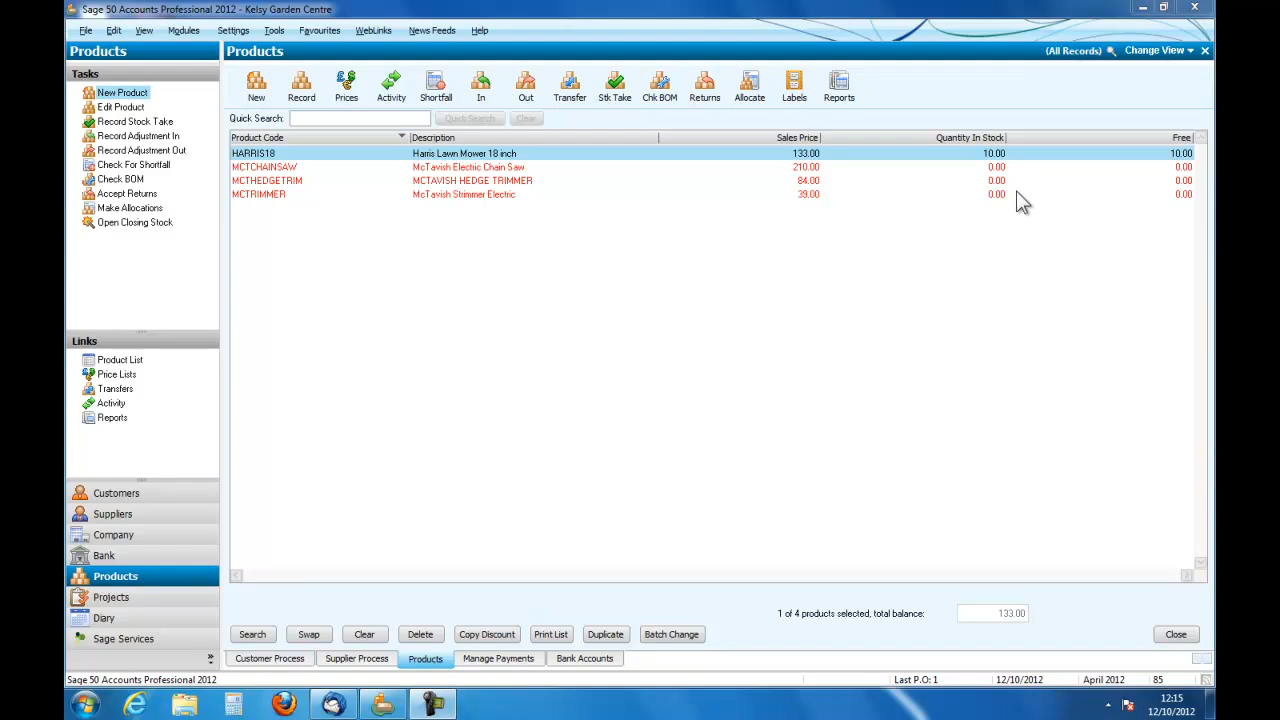 Sage 50 Accounts Professional 2012 - Kelsy Garden Centre
File Edit View Modules Settings Tools Favourites WebLinks News Feeds Help
Products
Products (All Records) Change View
Tasks
New Product
Edit Product
Record Stock Take
Record Adjustment In
Record Adjustment Out
Check For Shortfall
Check BOM
Accept Returns
Make Allocations
Open Closing Stock
Links
Product List
Price Lists
Transfers
Activity
Reports
Customers
Suppliers
Company
Bank
Products
Projects
Diary
Sage Services
New Record Prices Activity Shortfall In Out Transfer Stk Take Chk BOM Returns Allocate Labels Reports
Quick Search: Quick Search Clear
Product Code Description Sales Price Quantity In Stock Free
HARRIS18 Harris Lawn Mower 18 inch 133.00 10.00 10.00
MCTCHAINSAW McTavish Electric Chain Saw 210.00 0.00 0.00
MCTHEDGETRIM MCTAVISH HEDGE TRIMMER 84.00 0.00 0.00
MCTRIMMER McTavish Strimmer Electric 39.00 0.00 0.00
1 of 4 products selected, total balance: 133.00
Search Swap Clear Delete Copy Discount Print List Duplicate Batch Change Close
Customer Process Supplier Process Products Manage Payments Bank Accounts
Sage 50 Accounts Professional 2012 Last P.O: 1 12/10/2012 April 2012 85
12:15
12/10/2012